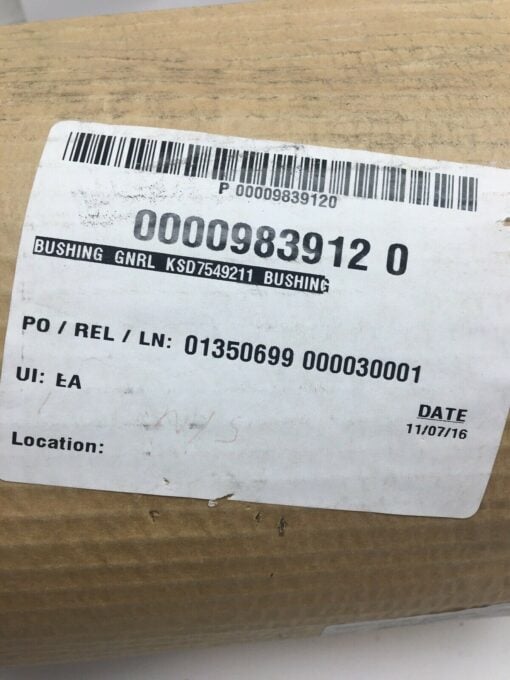 P 00009839120
0000983912 0
BUSHING GNRL KSD7549211 BUSHING
PO / REL / LN: 01350699 000030001
UI: EA
DATE
11/07/16
Location: